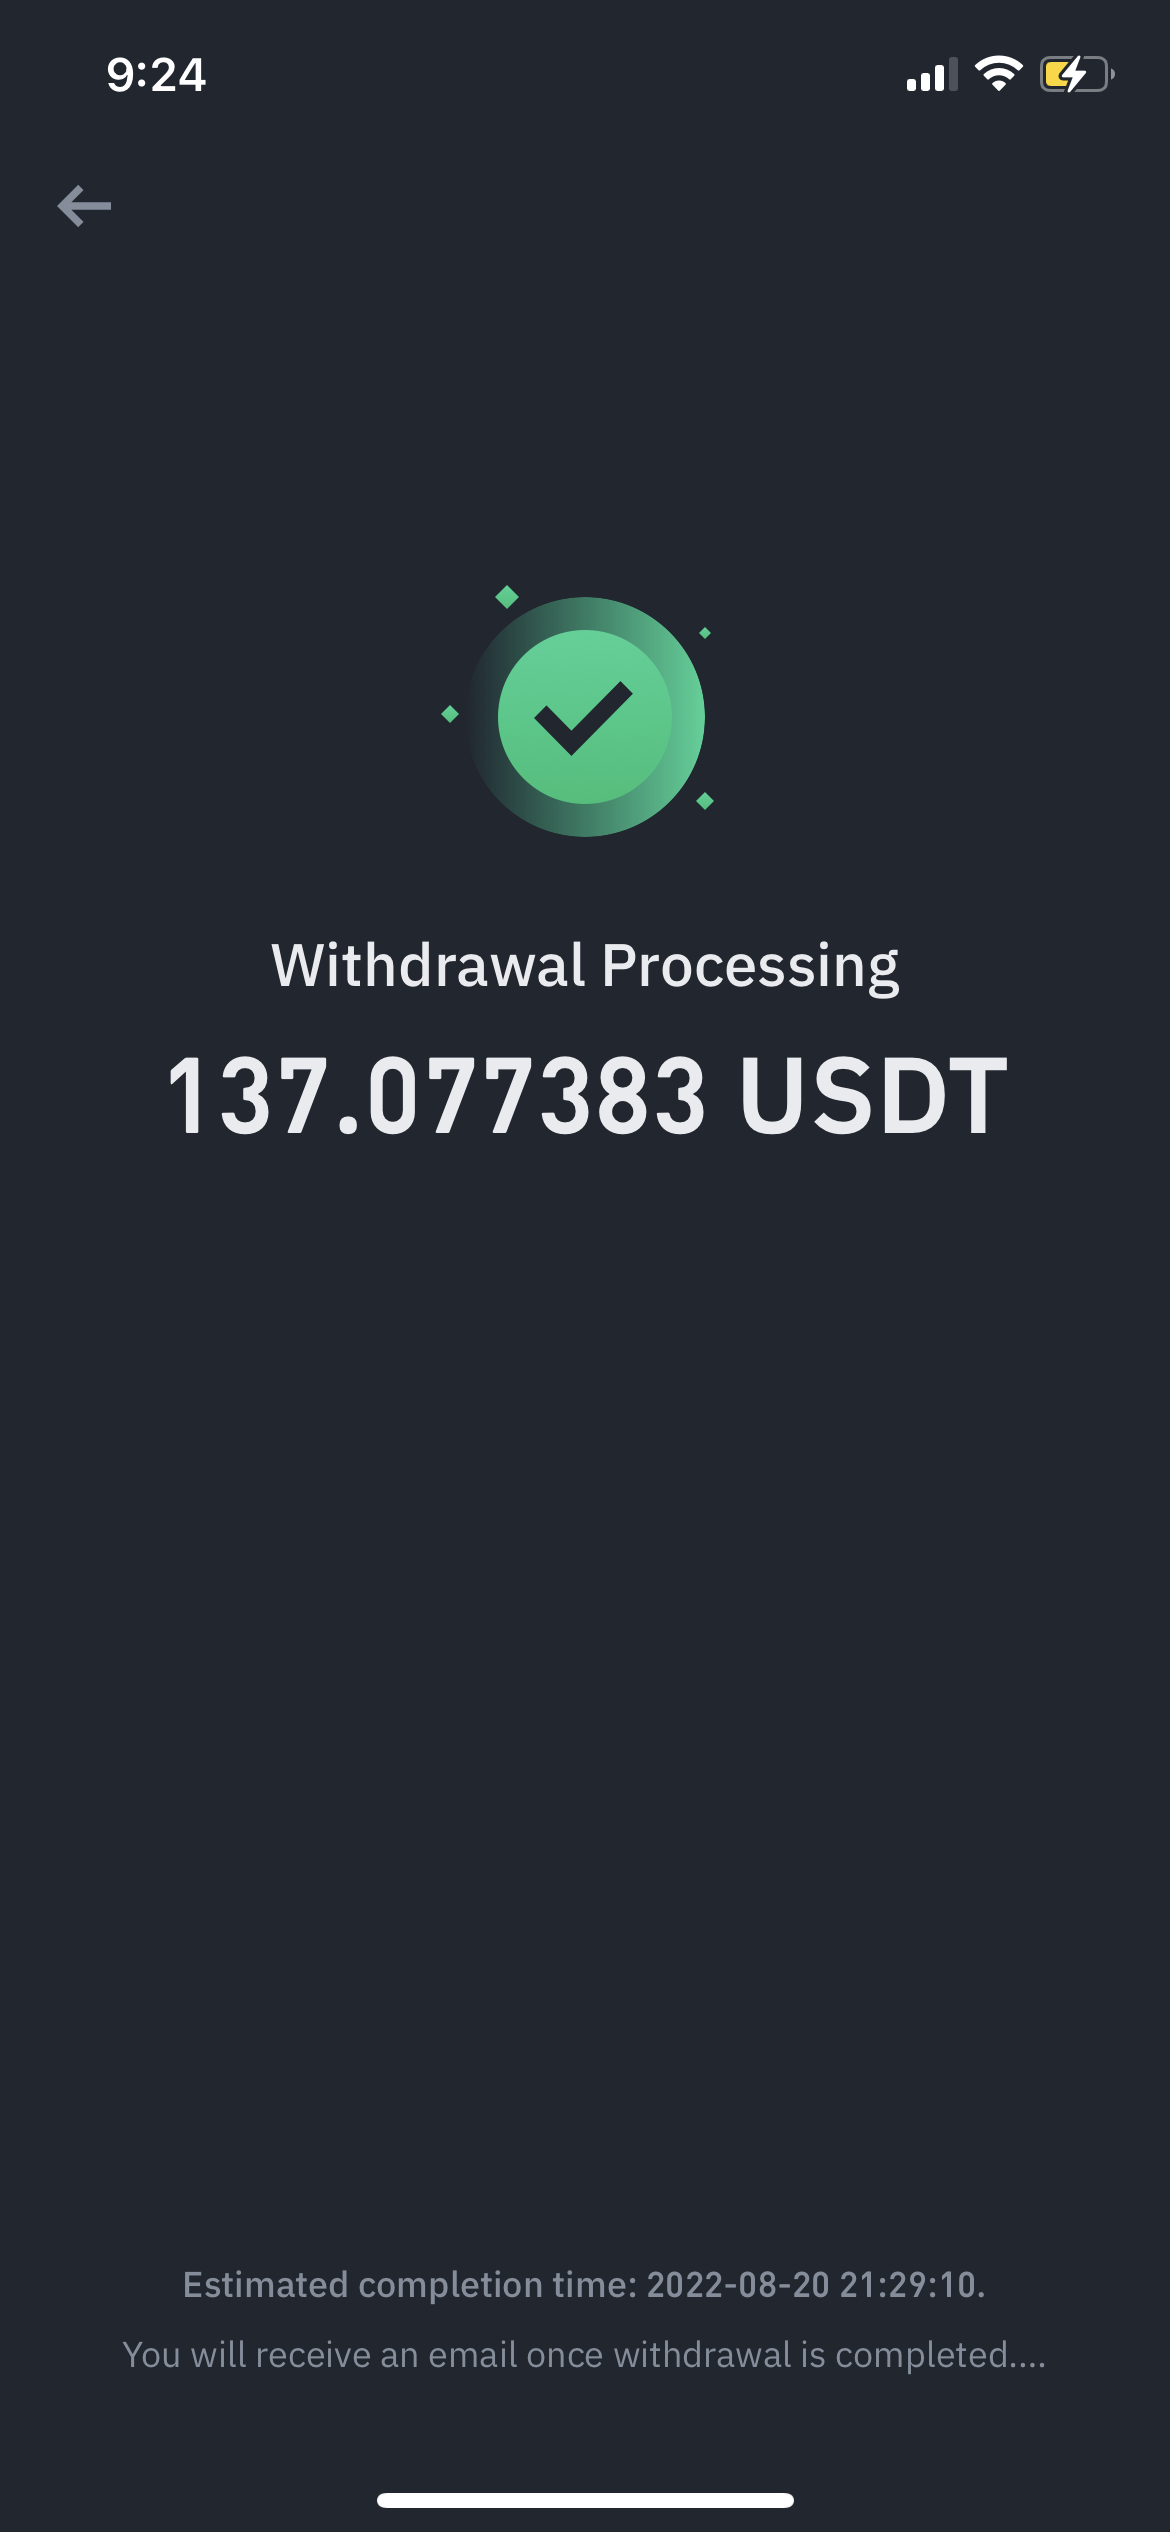 9:24
Withdrawal Processing
137.077383 USDT
Estimated completion time: 2022-08-20 21:29:10.
You will receive an email once withdrawal is completed....